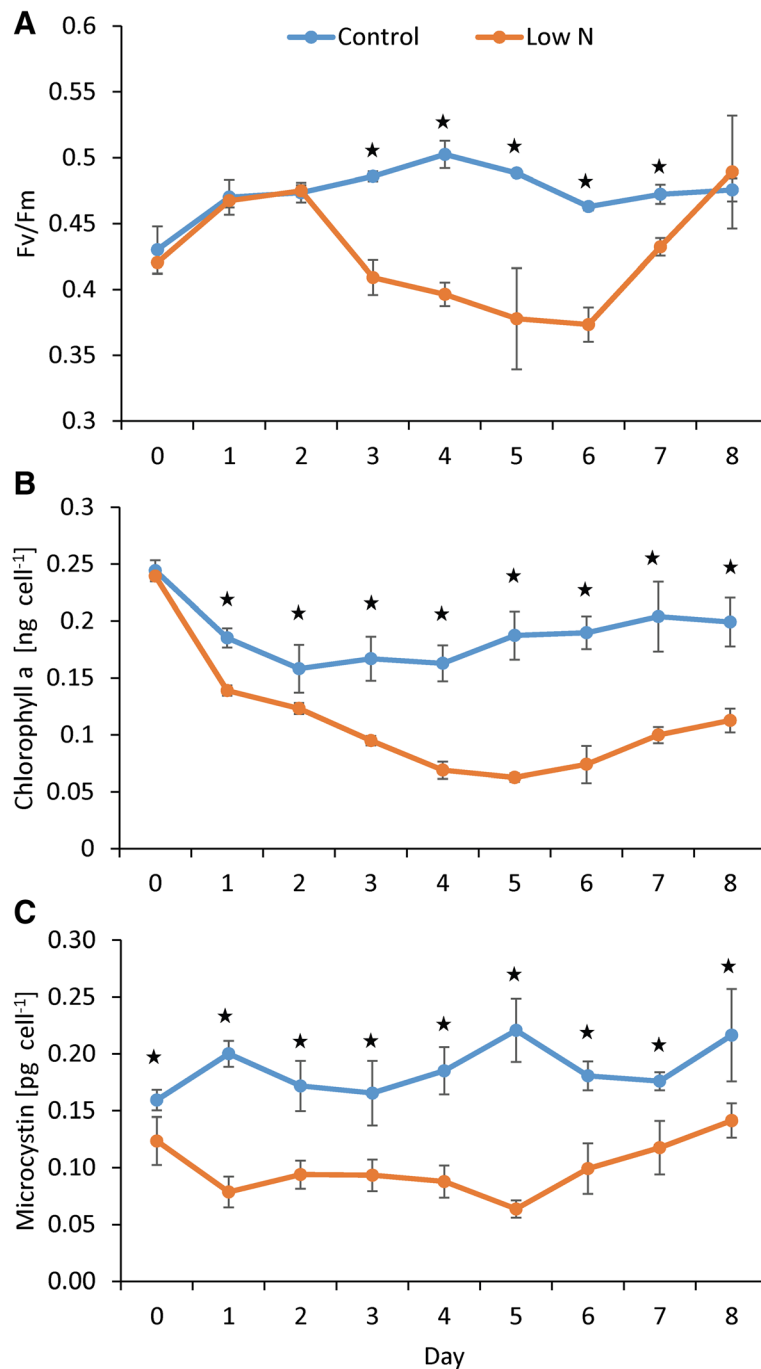 A
Control
Low N
0.6
0.55
0.5
0.45
0.4
0.35
0.3
Fv/Fm
0 1 2 3 4 5 6 7 8
B
0.3
0.25
0.2
0.15
0.1
0.05
0
Chlorophyll a [ng cell⁻¹]
0 1 2 3 4 5 6 7 8
C
0.30
0.25
0.20
0.15
0.10
0.05
0.00
Microcystin [pg cell⁻¹]
0 1 2 3 4 5 6 7 8
Day